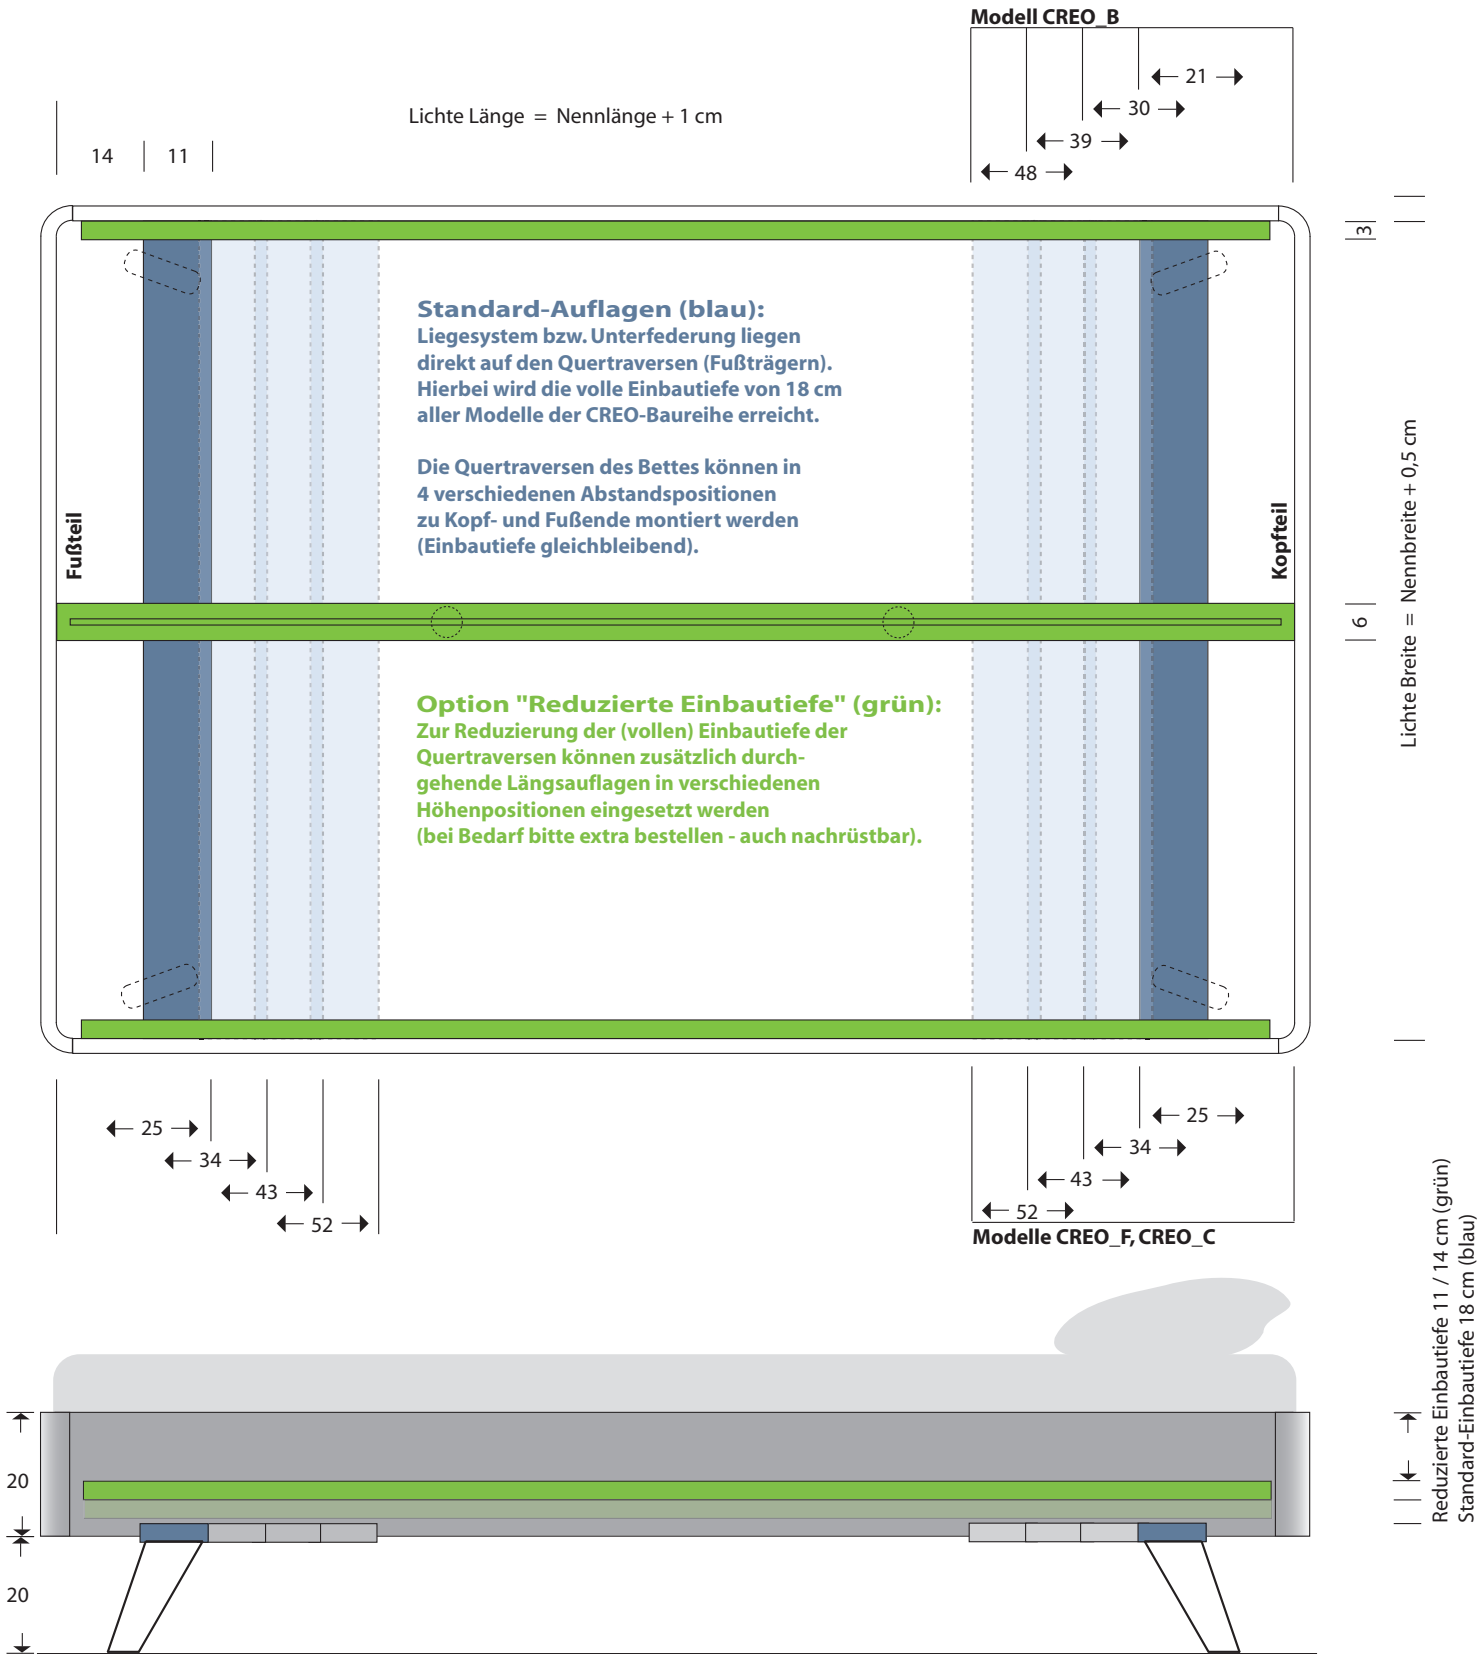 Modell CREO_B
21
30
39
48
Lichte Länge = Nennlänge + 1 cm
14
11
3
Standard-Auflagen (blau):
Liegesystem bzw. Unterfederung liegen
direkt auf den Quertraversen (Fußträgern).
Hierbei wird die volle Einbautiefe von 18 cm
aller Modelle der CREO-Baureihe erreicht.
Die Quertraversen des Bettes können in
4 verschiedenen Abstandspositionen
zu Kopf- und Fußende montiert werden
(Einbautiefe gleichbleibend).
Fußteil
Kopfteil
Lichte Breite = Nennbreite + 0,5 cm
6
Option "Reduzierte Einbautiefe" (grün):
Zur Reduzierung der (vollen) Einbautiefe der
Quertraversen können zusätzlich durch-
gehende Längsauflagen in verschiedenen
Höhenpositionen eingesetzt werden
(bei Bedarf bitte extra bestellen - auch nachrüstbar).
25
34
43
52
25
34
43
52
Modelle CREO_F, CREO_C
Reduzierte Einbautiefe 11 / 14 cm (grün)
Standard-Einbautiefe 18 cm (blau)
20
20